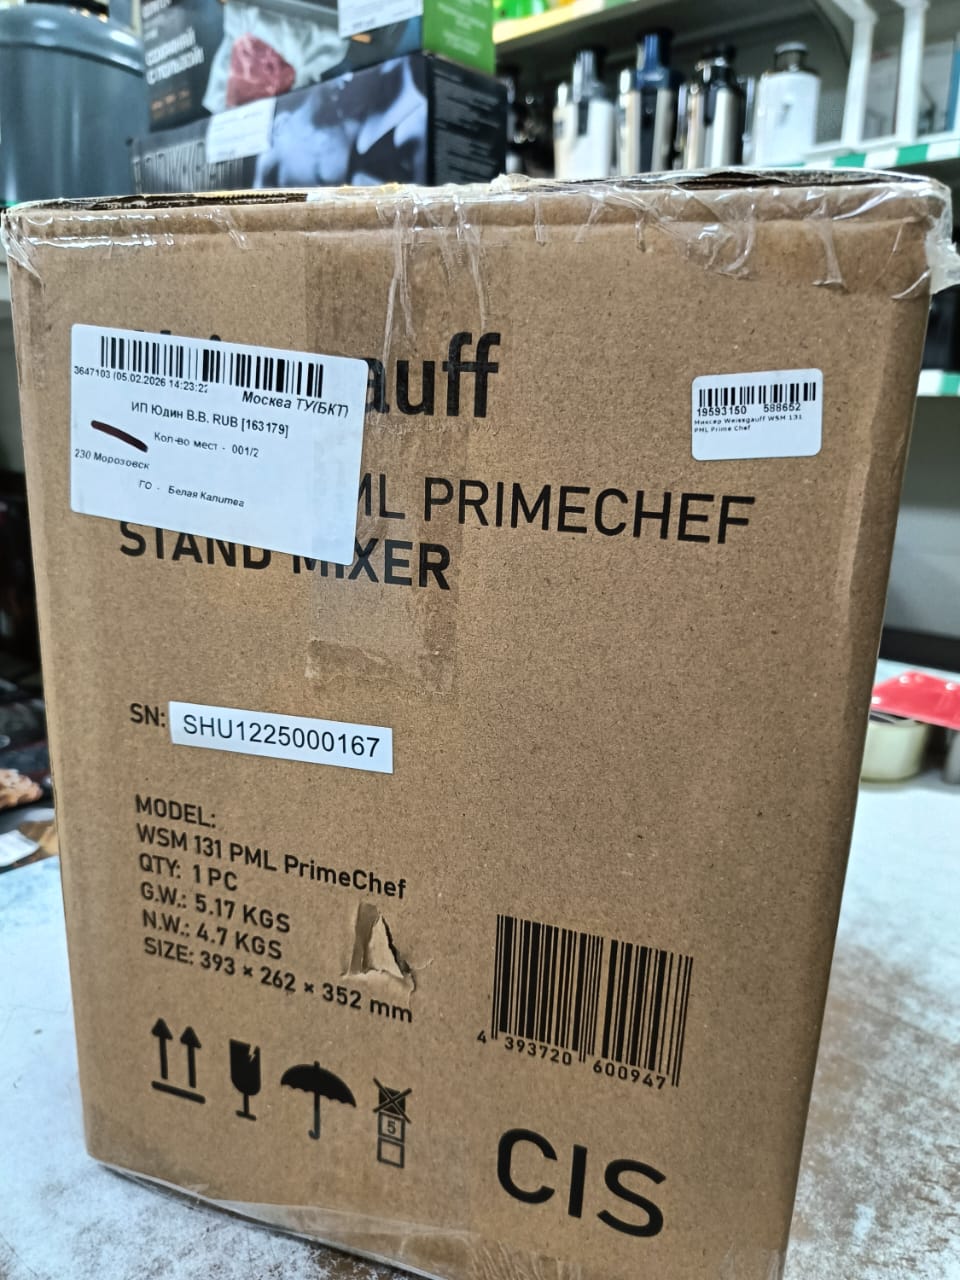 3647103 (05.02.2026 14:23:22
Москва ТУ(БКТ)
ИП Юдин В.В. RUB [163179]
Кол-во мест - 001/2
230 Морозовск
ГО - Белая Калитва
auff
19593150 588652
Миксер Weissgauff WSM 131
PML Prime Chef
ML PRIMECHEF
STAND MIXER
SN: SHU1225000167
MODEL:
WSM 131 PML PrimeChef
QTY: 1 PC
G.W.: 5.17 KGS
N.W.: 4.7 KGS
SIZE: 393 × 262 × 352 mm
4 393720 600947
5
CIS